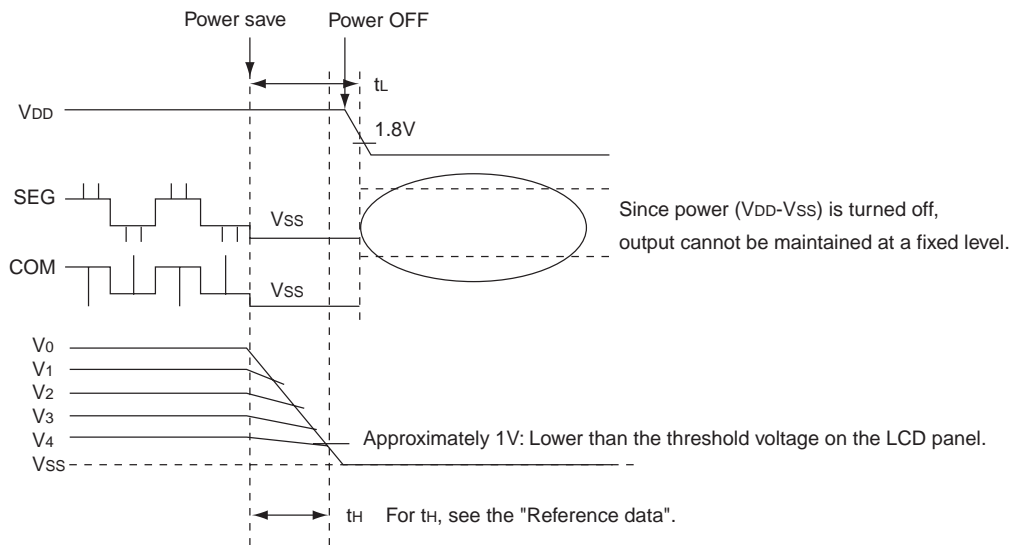 Power save Power OFF
tL
VDD
1.8V
SEG
VSS
Since power (VDD-VSS) is turned off,
output cannot be maintained at a fixed level.
COM
VSS
V0
V1
V2
V3
V4
Approximately 1V: Lower than the threshold voltage on the LCD panel.
VSS
tH For tH, see the "Reference data".